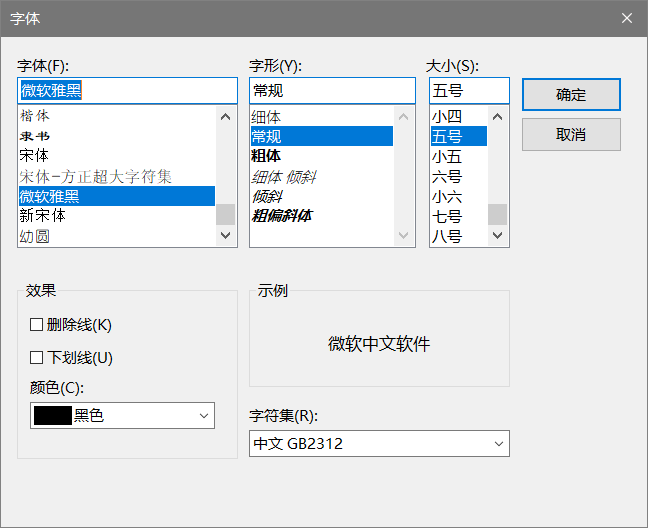 字体
字体(F):
微软雅黑
楷体
隶书
宋体
宋体-方正超大字符集
微软雅黑
新宋体
幼圆
字形(Y):
常规
细体
常规
粗体
细体 倾斜
倾斜
粗偏斜体
大小(S):
五号
小四
五号
小五
六号
小六
七号
八号
确定
取消
效果
删除线(K)
下划线(U)
颜色(C):
黑色
示例
微软中文软件
字符集(R):
中文 GB2312